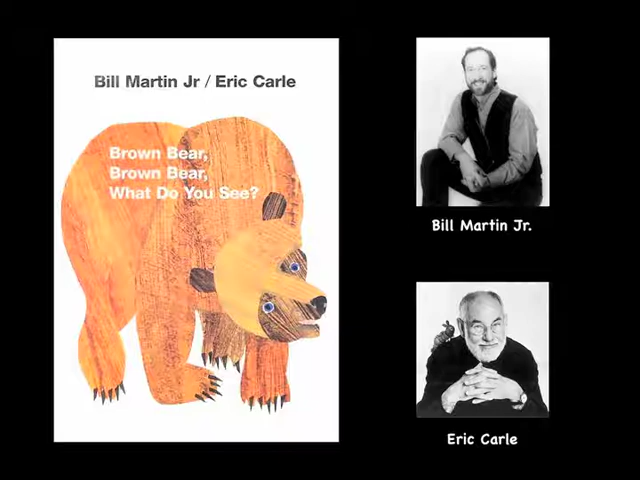 Bill Martin Jr / Eric Carle
Brown Bear,
Brown Bear,
What Do You See?
Bill Martin Jr.
Eric Carle